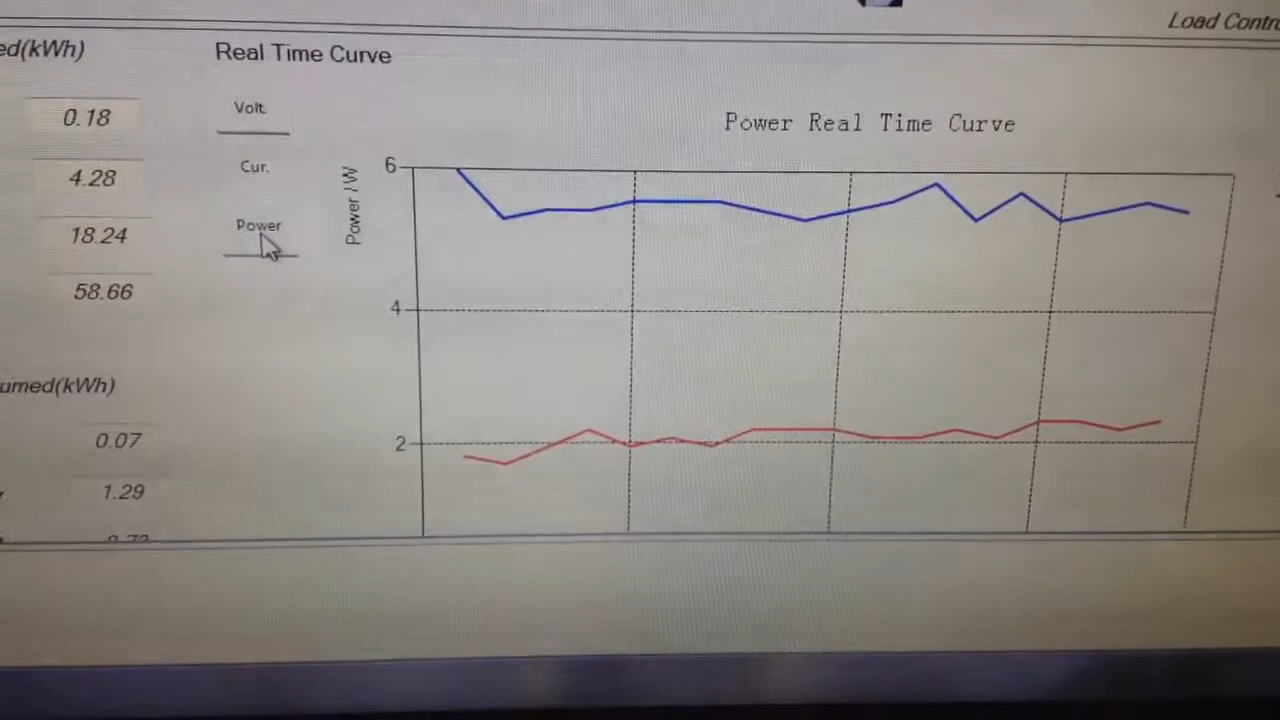 Load Contro
ed(kWh)
Real Time Curve
0.18
4.28
18.24
58.66
Volt.
Cur.
Power
Power Real Time Curve
Power /W
6
4
2
umed(kWh)
0.07
1.29